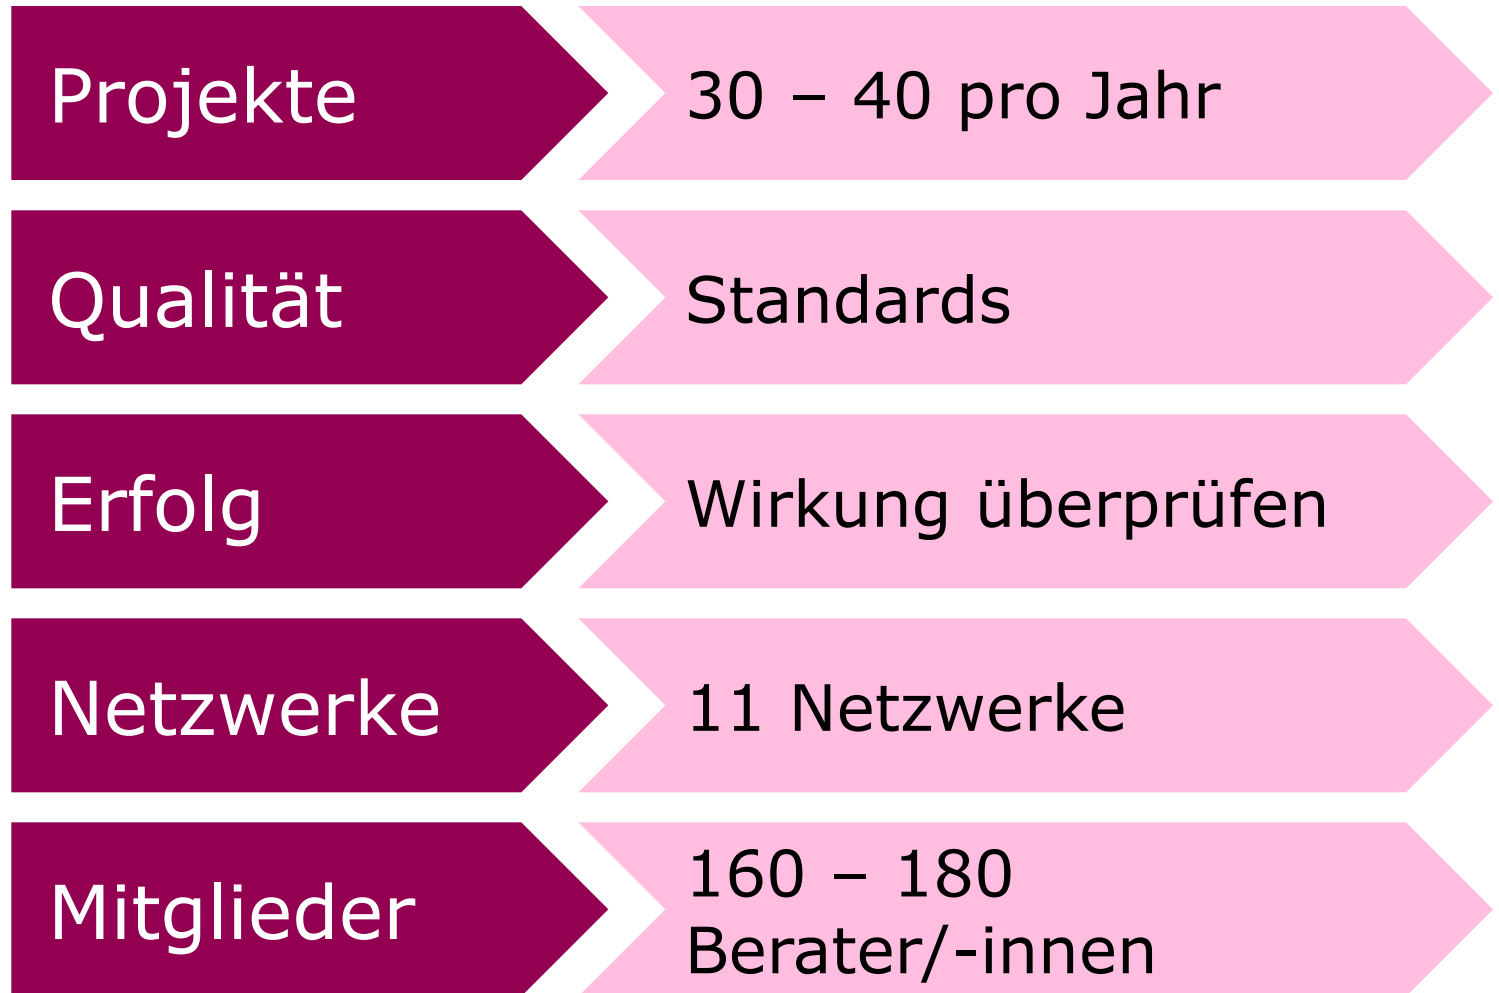 Projekte
30 – 40 pro Jahr
Qualität
Standards
Erfolg
Wirkung überprüfen
Netzwerke
11 Netzwerke
Mitglieder
160 – 180
Berater/-innen